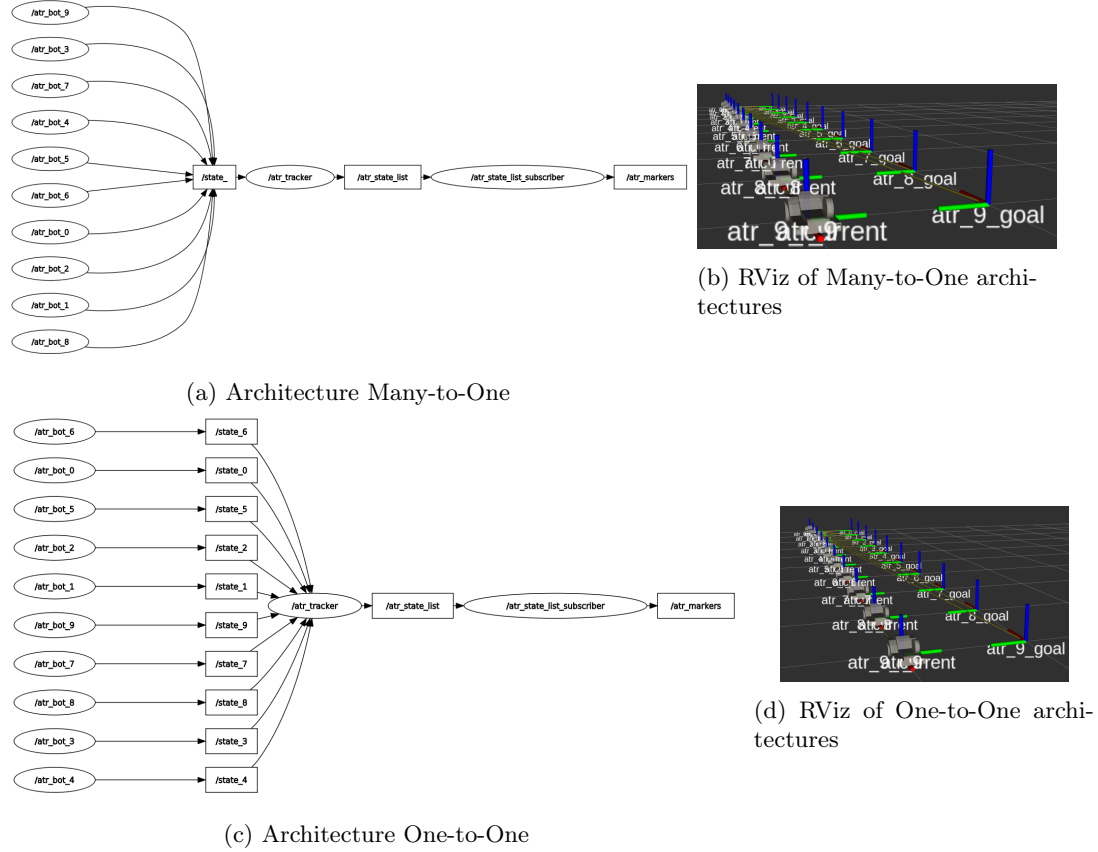 /atr_bot_9
/atr_bot_3
/atr_bot_7
/atr_bot_4
/atr_bot_5
/atr_bot_6
/atr_bot_0
/atr_bot_2
/atr_bot_1
/atr_bot_8
/state_
/atr_tracker
/atr_state_list
/atr_state_list_subscriber
/atr_markers
(a) Architecture Many-to-One
atr_7_goal
atr_8_goal
atr_9_goal
(b) RViz of Many-to-One archi-
tectures
/atr_bot_6
/state_6
/atr_bot_0
/state_0
/atr_bot_5
/state_5
/atr_bot_2
/state_2
/atr_bot_1
/state_1
/atr_bot_9
/state_9
/atr_bot_7
/state_7
/atr_bot_8
/state_8
/atr_bot_3
/state_3
/atr_bot_4
/state_4
/atr_tracker
/atr_state_list
/atr_state_list_subscriber
/atr_markers
(c) Architecture One-to-One
atr_7_goal
atr_8_goal
atr_9_goal
(d) RViz of One-to-One archi-
tectures